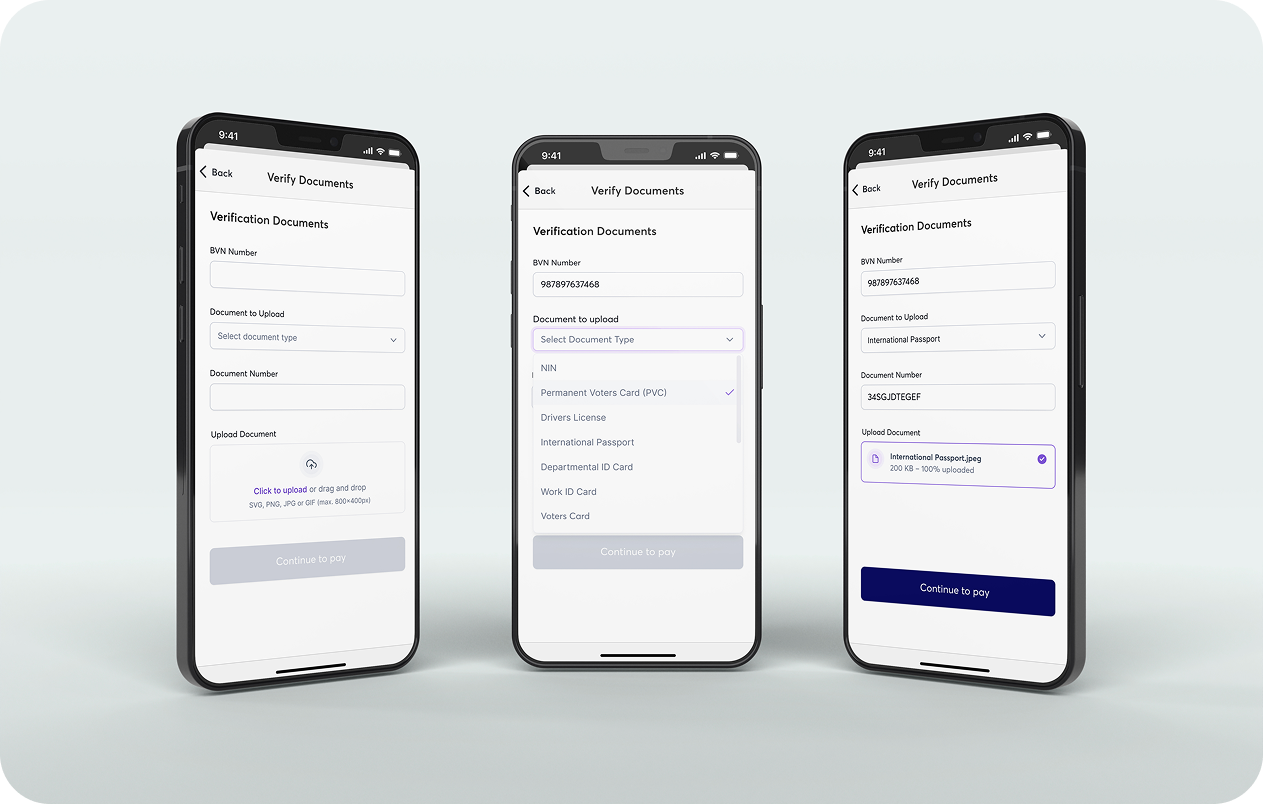 9:41
Back
Verify Documents
Verification Documents
BVN Number
Document to Upload
Select document type
Document Number
Upload Document
Click to upload or drag and drop
SVG, PNG, JPG or GIF (max. 800×400px)
Continue to pay
9:41
Back
Verify Documents
Verification Documents
BVN Number
987897637468
Document to upload
Select Document Type
NIN
Permanent Voters Card (PVC)
Drivers License
International Passport
Departmental ID Card
Work ID Card
Voters Card
Continue to pay
9:41
Back
Verify Documents
Verification Documents
BVN Number
987897637468
Document to Upload
International Passport
Document Number
34SGJDTEGEF
Upload Document
International Passport.jpeg
200 KB – 100% uploaded
Continue to pay